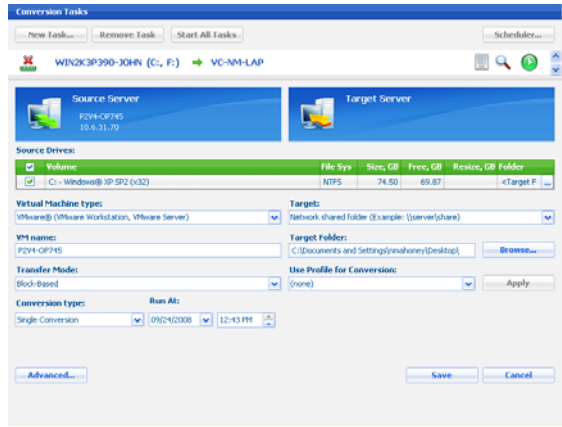 Conversion Tasks
New Task... Remove Task Start All Tasks Scheduler...
WIN2K3P390-JOHN (C:, F:) VC-NM-LAP
Source Server
P2V4-OP745
10.6.31.70
Target Server
Source Drives:
Volume File Sys Size, GB Free, GB Resize, GB Folder
C: - Windows® XP SP2 (x32) NTFS 74.50 69.87 <Target F ...
Virtual Machine type: Target:
VMware® (VMware Workstation, VMware Server) Network shared folder (Example: \\server\share)
VM name: Target Folder:
P2V4-OP745 C:\Documents and Settings\nmahoney\Desktop\ Browse...
Transfer Mode: Use Profile for Conversion:
Block-Based (none) Apply
Conversion type: Run At:
Single Conversion 09/24/2008 12:43 PM
Advanced... Save Cancel